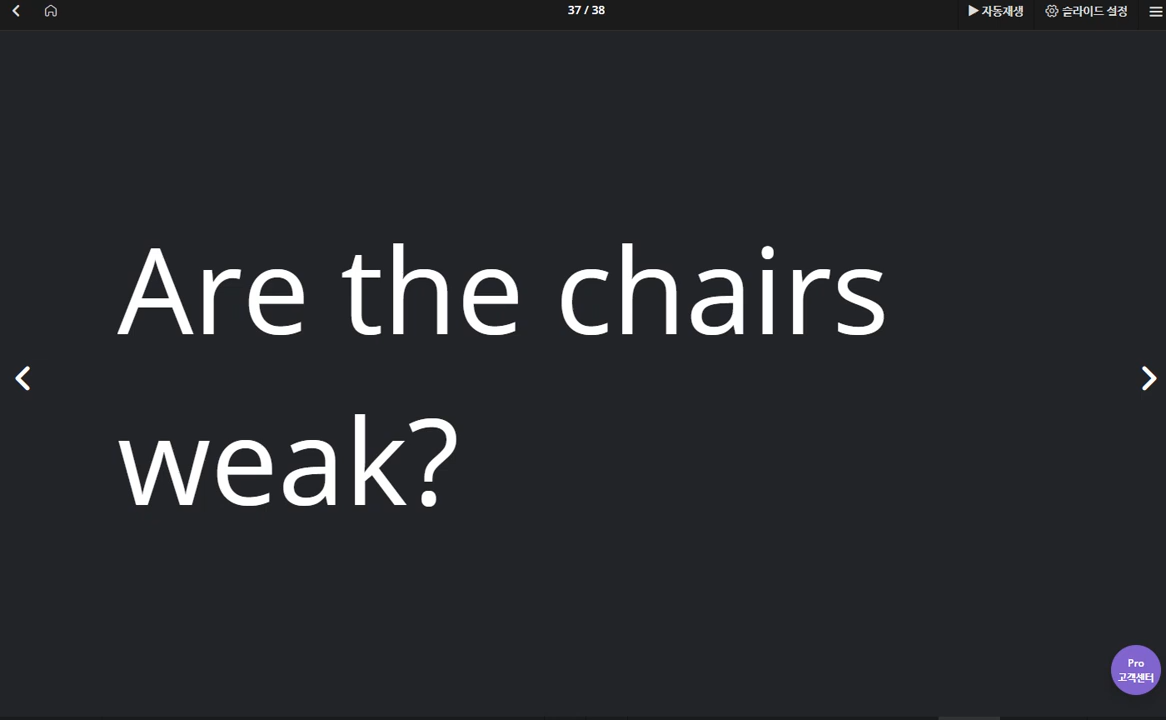 37 / 38
▶ 자동재생
슬라이드 설정
Are the chairs
weak?
Pro
고객센터